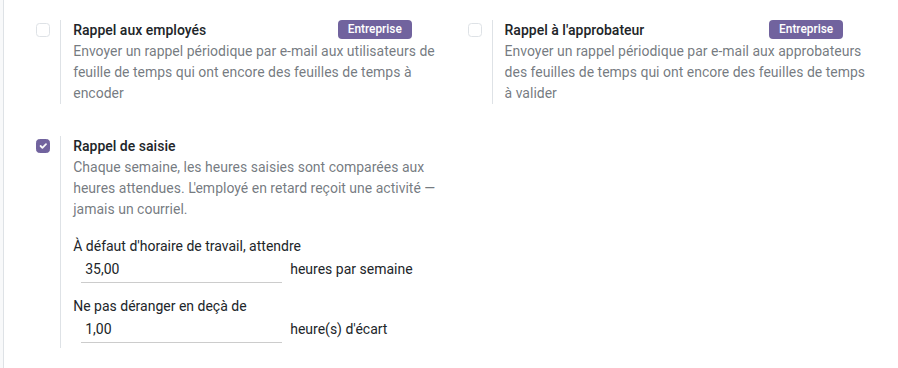 Rappel aux employés
Entreprise
Envoyer un rappel périodique par e-mail aux utilisateurs de
feuille de temps qui ont encore des feuilles de temps à
encoder
Rappel à l'approbateur
Entreprise
Envoyer un rappel périodique par e-mail aux approbateurs
des feuilles de temps qui ont encore des feuilles de temps
à valider
Rappel de saisie
Chaque semaine, les heures saisies sont comparées aux
heures attendues. L'employé en retard reçoit une activité —
jamais un courriel.
À défaut d'horaire de travail, attendre
35,00 heures par semaine
Ne pas déranger en deçà de
1,00 heure(s) d'écart